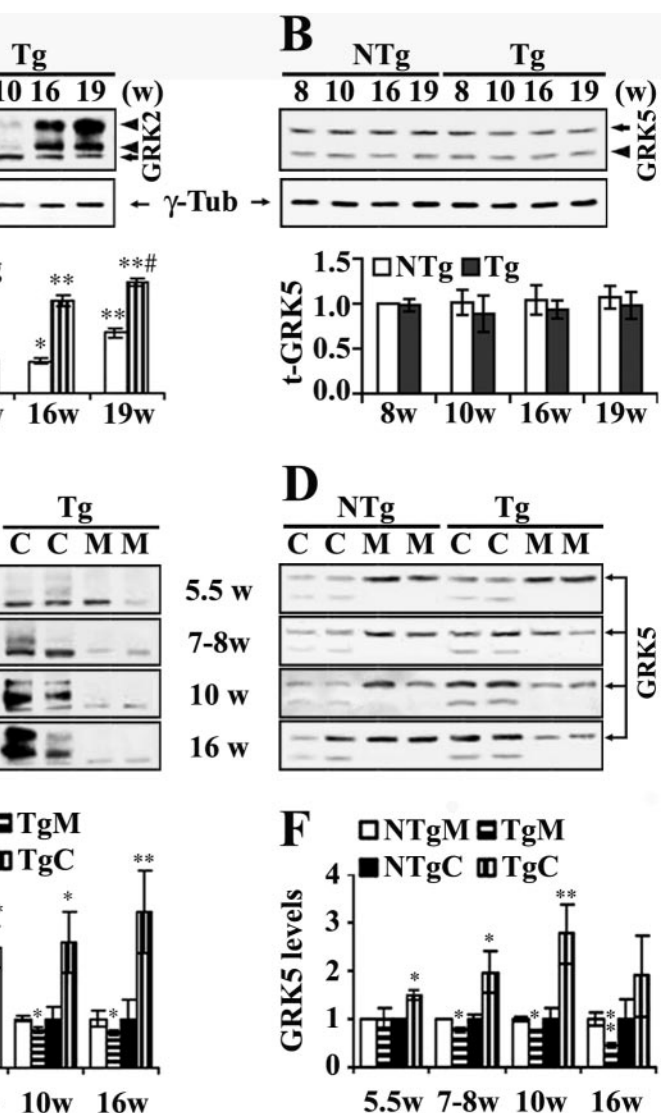 Tg
10 16 19 (w)
GRK2
B
NTg Tg
8 10 16 19 8 10 16 19 (w)
GRK5
← γ-Tub →
**
**#
*
**
16w 19w
NTg Tg
t-GRK5
1.5
1.0
0.5
0.0
8w 10w 16w 19w
Tg
C C M M
5.5 w
7-8w
10 w
16 w
D
NTg Tg
C C M M C C M M
GRK5
TgM
TgC
* * * **
10w 16w
F
NTgM TgM
NTgC TgC
GRK5 levels
4
3
2
1
0
* * * * ** **
5.5w 7-8w 10w 16w